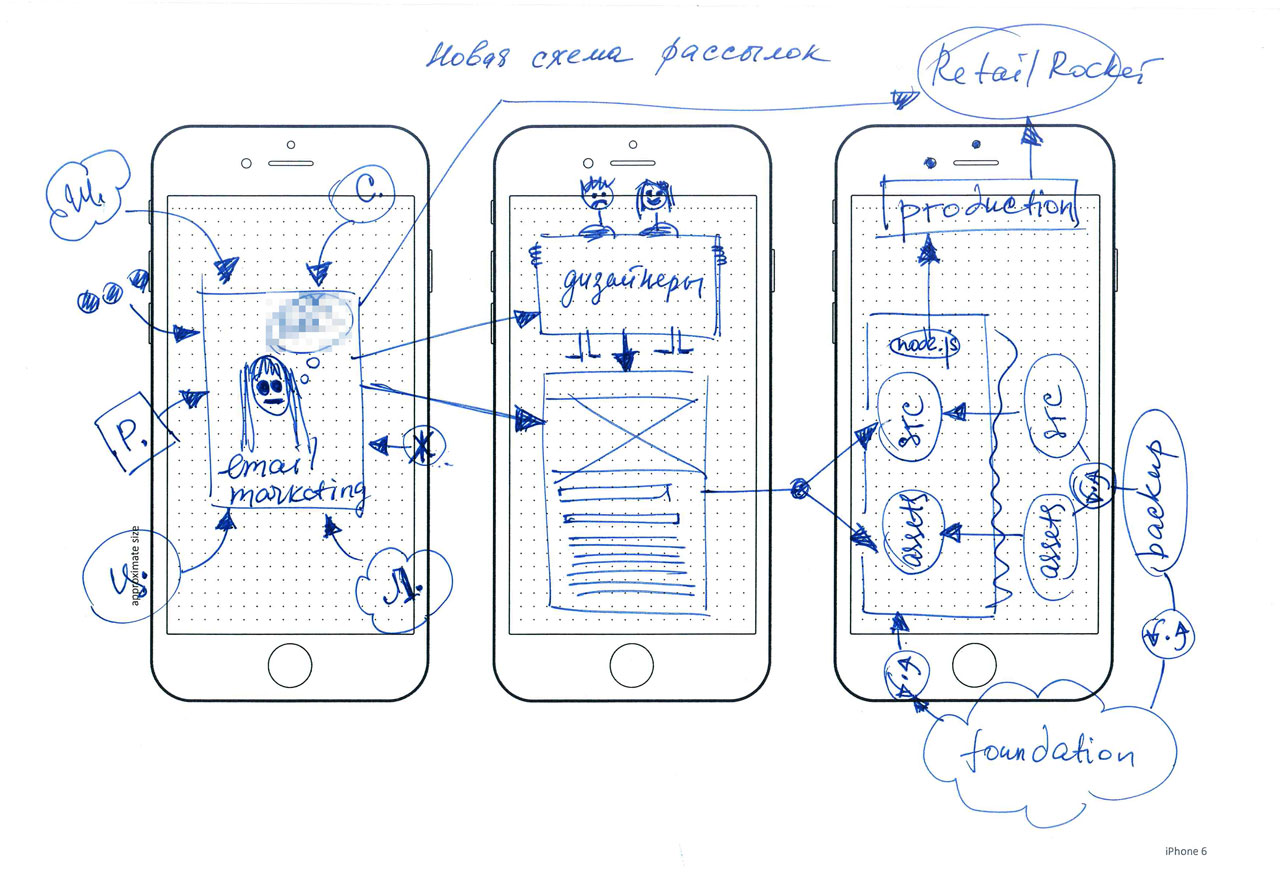 Новая схема рассылок
Retail Rocket
Ш.
С.
production
дизайнеры
node.js
src
src
P.
Ж
email
marketing
assets
assets
backup
approximate size
Л.
foundation
iPhone 6